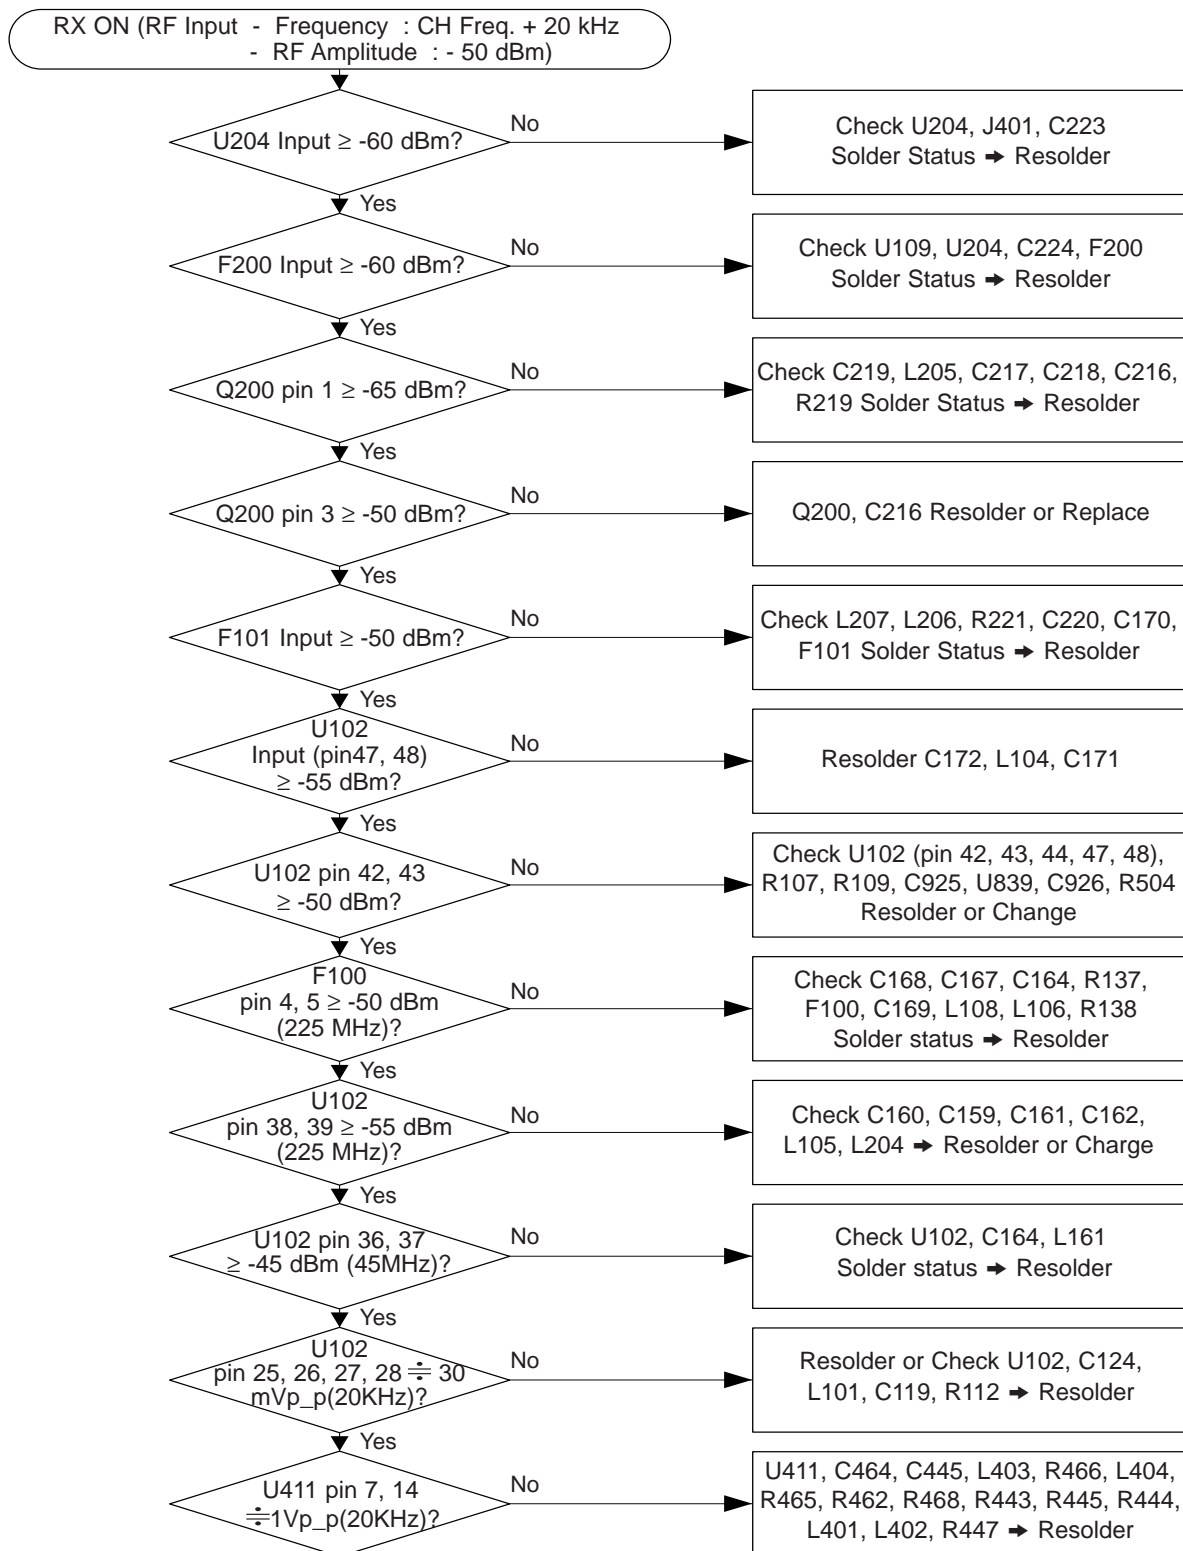 RX ON (RF Input - Frequency : CH Freq. + 20 kHz
- RF Amplitude : - 50 dBm)
U204 Input ≥ -60 dBm?
No
Check U204, J401, C223
Solder Status ➡ Resolder
Yes
F200 Input ≥ -60 dBm?
No
Check U109, U204, C224, F200
Solder Status ➡ Resolder
Yes
Q200 pin 1 ≥ -65 dBm?
No
Check C219, L205, C217, C218, C216,
R219 Solder Status ➡ Resolder
Yes
Q200 pin 3 ≥ -50 dBm?
No
Q200, C216 Resolder or Replace
Yes
F101 Input ≥ -50 dBm?
No
Check L207, L206, R221, C220, C170,
F101 Solder Status ➡ Resolder
Yes
U102
Input (pin47, 48)
≥ -55 dBm?
No
Resolder C172, L104, C171
Yes
U102 pin 42, 43
≥ -50 dBm?
No
Check U102 (pin 42, 43, 44, 47, 48),
R107, R109, C925, U839, C926, R504
Resolder or Change
Yes
F100
pin 4, 5 ≥ -50 dBm
(225 MHz)?
No
Check C168, C167, C164, R137,
F100, C169, L108, L106, R138
Solder status ➡ Resolder
Yes
U102
pin 38, 39 ≥ -55 dBm
(225 MHz)?
No
Check C160, C159, C161, C162,
L105, L204 ➡ Resolder or Charge
Yes
U102 pin 36, 37
≥ -45 dBm (45MHz)?
No
Check U102, C164, L161
Solder status ➡ Resolder
Yes
U102
pin 25, 26, 27, 28 ≑ 30
mVp_p(20KHz)?
No
Resolder or Check U102, C124,
L101, C119, R112 ➡ Resolder
Yes
U411 pin 7, 14
≑1Vp_p(20KHz)?
No
U411, C464, C445, L403, R466, L404,
R465, R462, R468, R443, R445, R444,
L401, L402, R447 ➡ Resolder